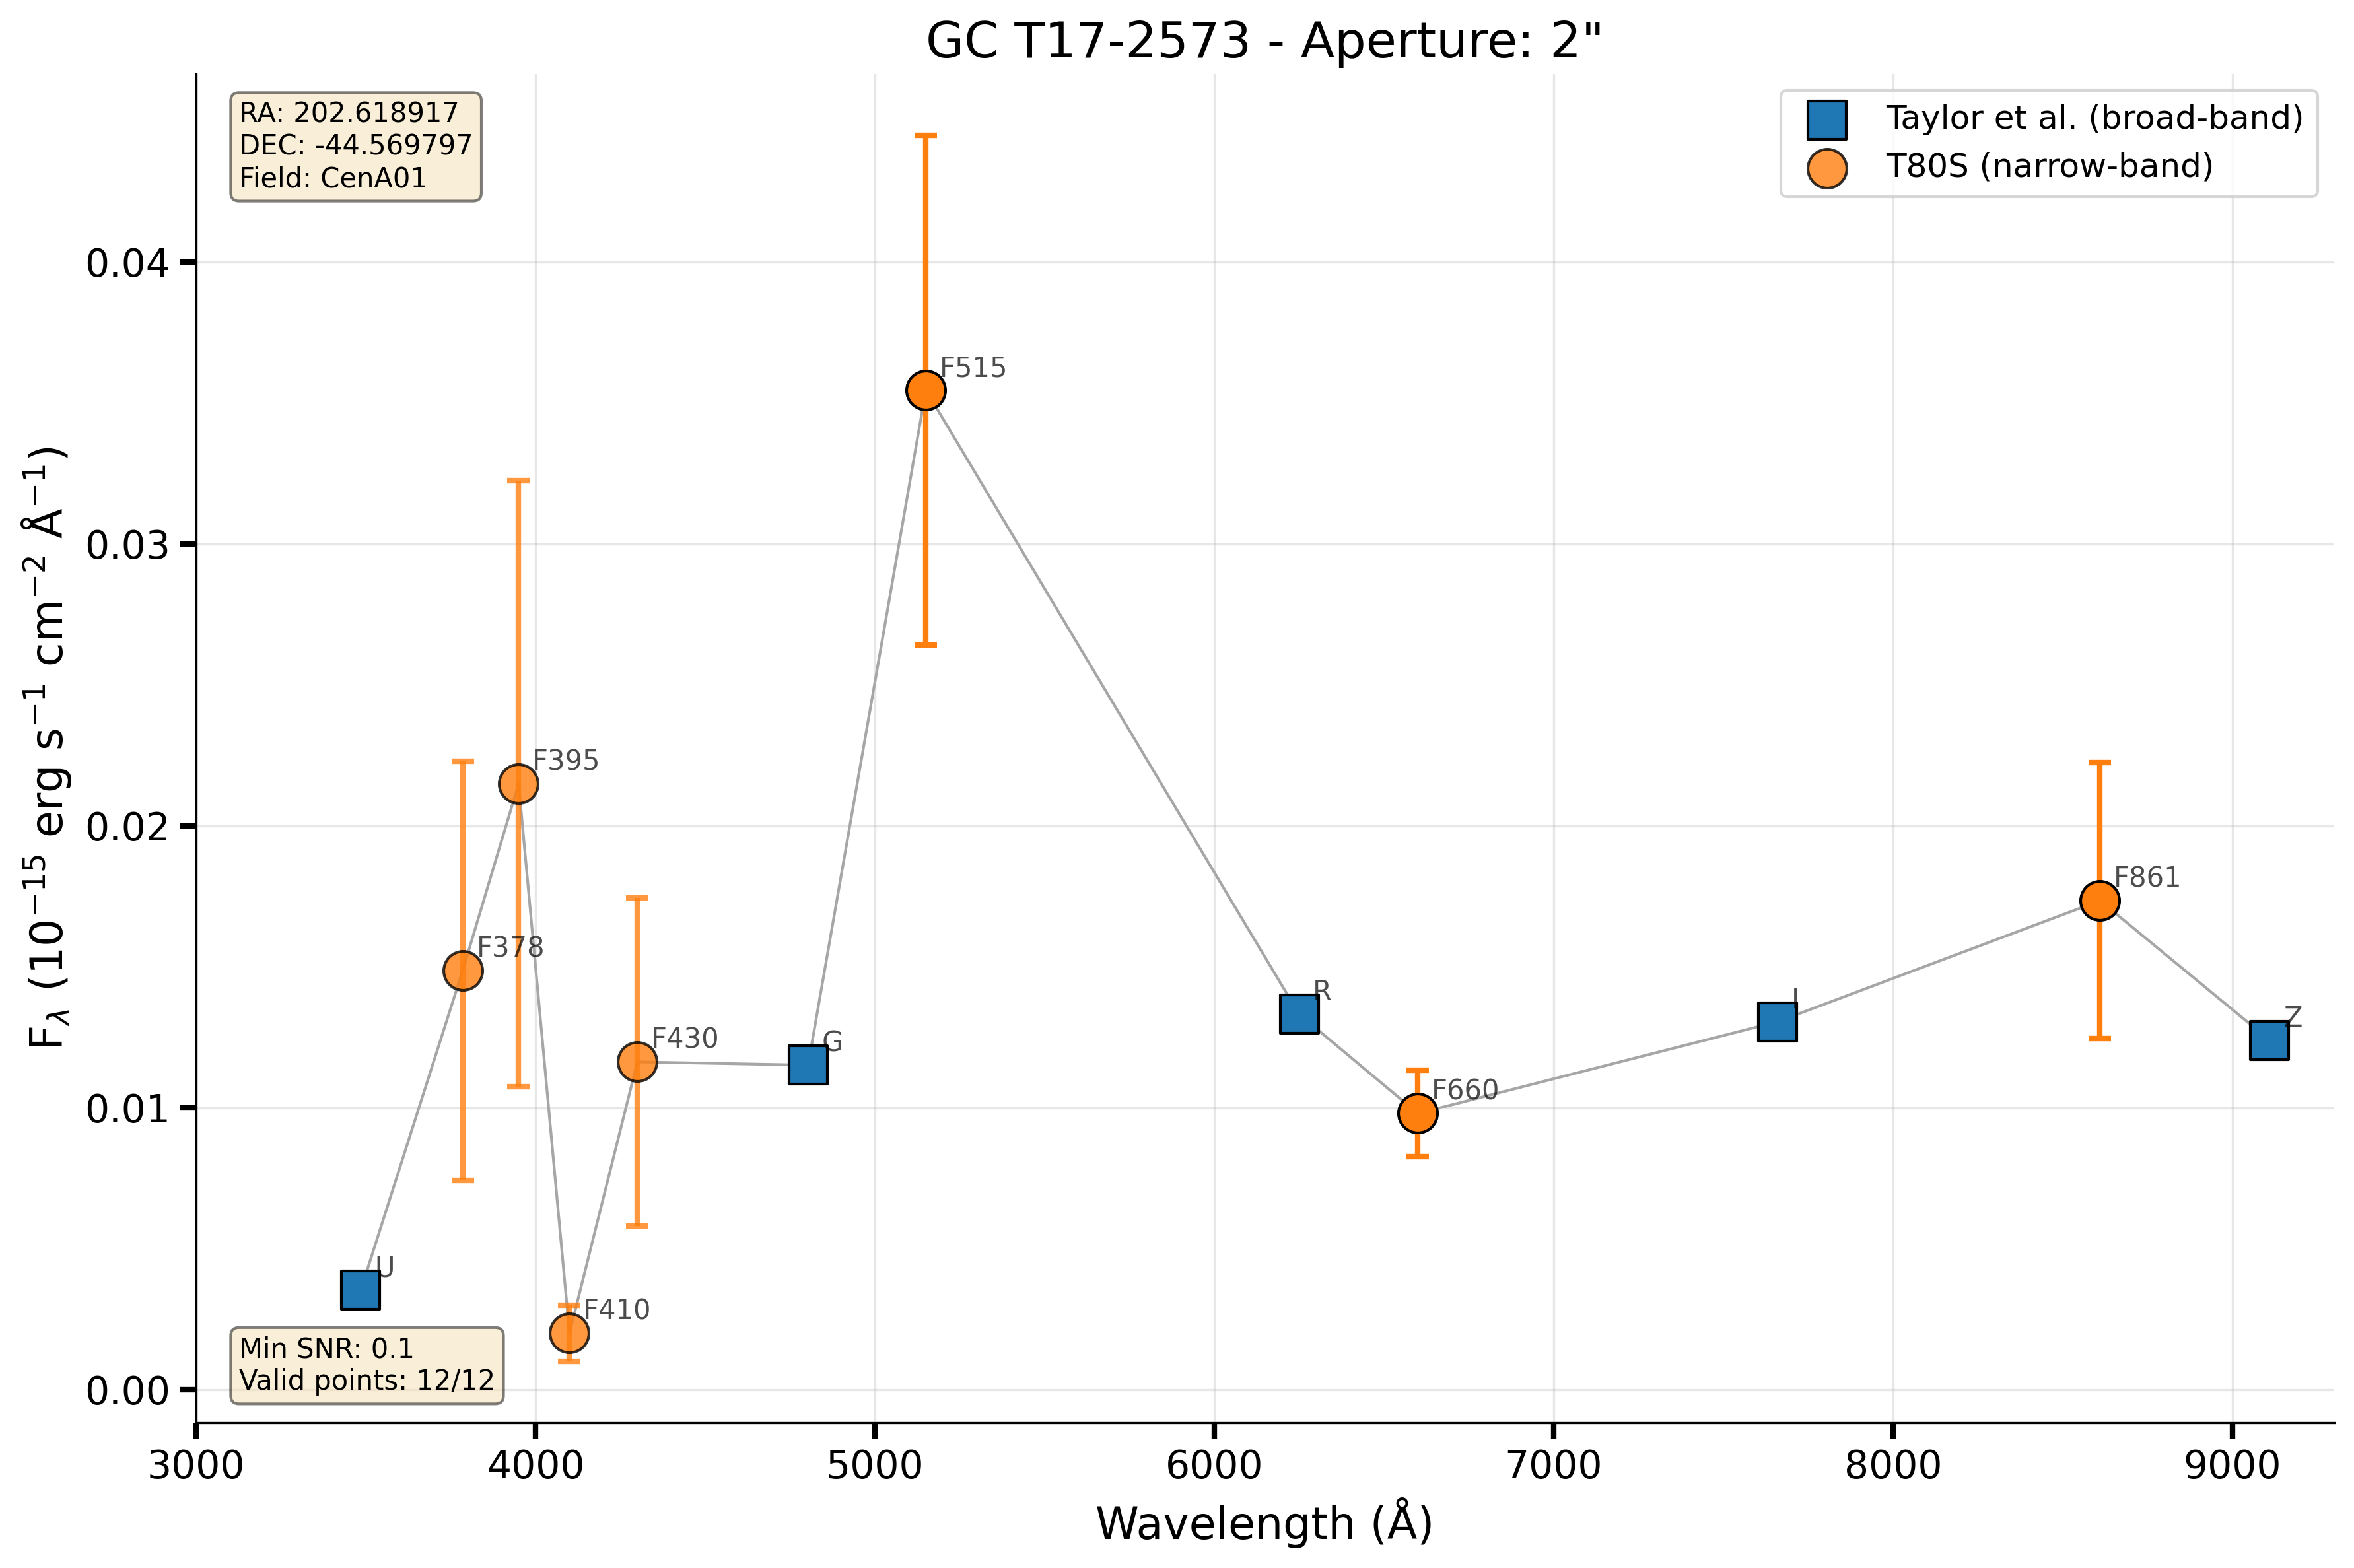 GC T17-2573 - Aperture: 2"
RA: 202.618917
DEC: -44.569797
Field: CenA01
Taylor et al. (broad-band)
T80S (narrow-band)
F515
F395
F378
F430
G
F410
U
R
F660
I
F861
Z
Min SNR: 0.1
Valid points: 12/12
0.04
0.03
0.02
0.01
0.00
F_λ (10⁻¹⁵ erg s⁻¹ cm⁻² Å⁻¹)
3000 4000 5000 6000 7000 8000 9000
Wavelength (Å)